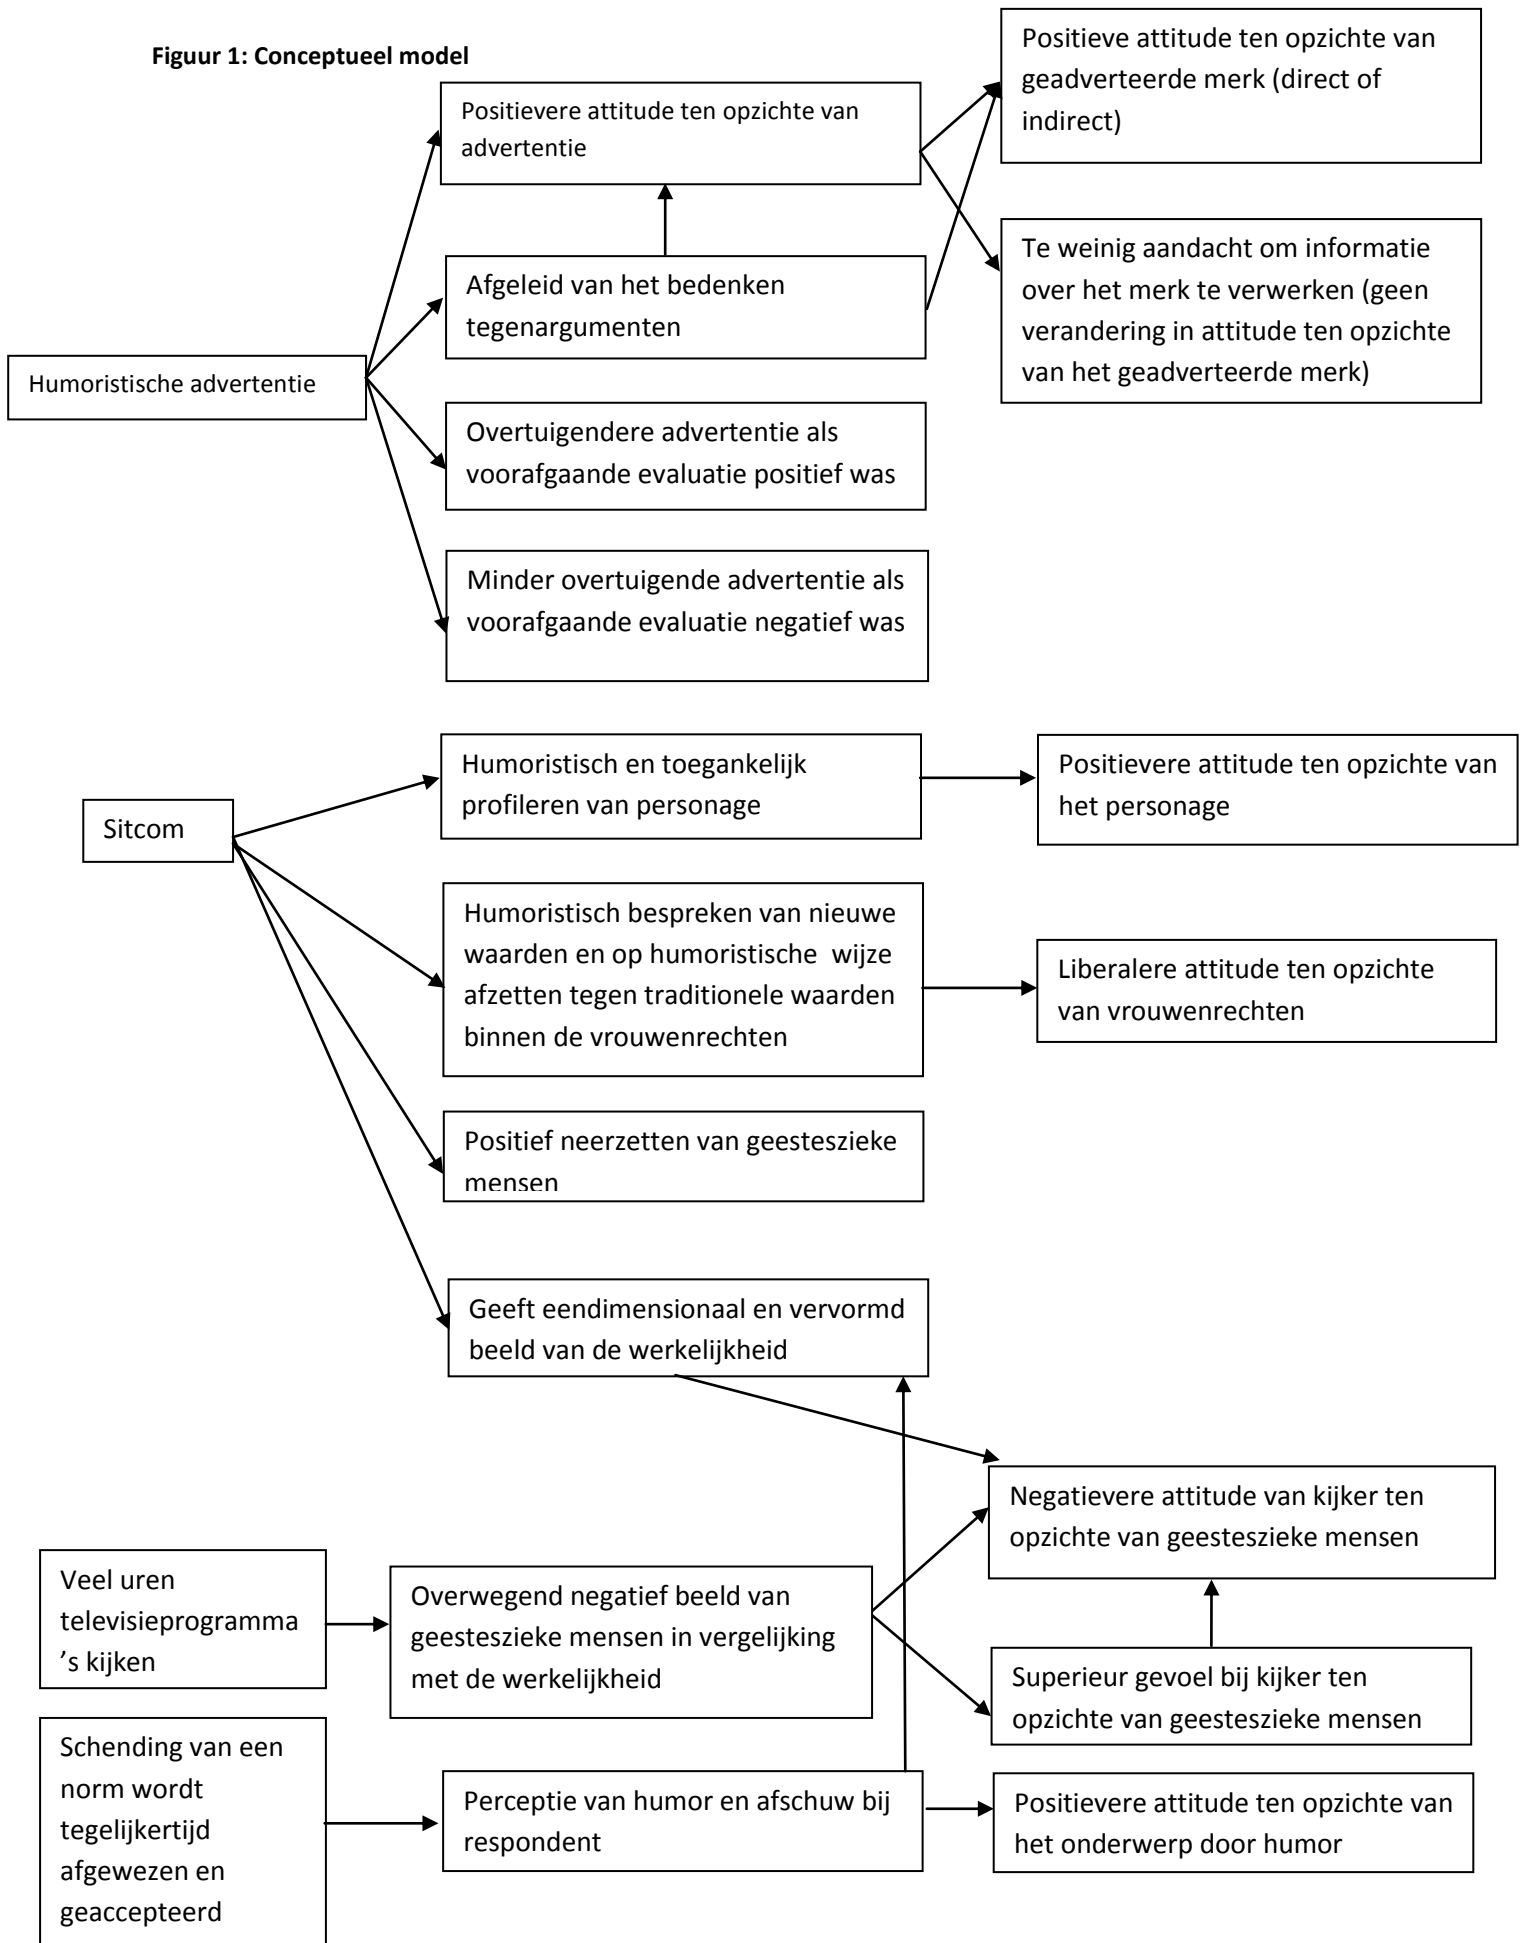 Figuur 1: Conceptueel model
Positieve attitude ten opzichte van
geadverteerde merk (direct of
indirect)
Positievere attitude ten opzichte van
advertentie
Te weinig aandacht om informatie
over het merk te verwerken (geen
verandering in attitude ten opzichte
van het geadverteerde merk)
Afgeleid van het bedenken
tegenargumenten
Humoristische advertentie
Overtuigendere advertentie als
voorafgaande evaluatie positief was
Minder overtuigende advertentie als
voorafgaande evaluatie negatief was
Humoristisch en toegankelijk
profileren van personage
Positievere attitude ten opzichte van
het personage
Sitcom
Humoristisch bespreken van nieuwe
waarden en op humoristische wijze
afzetten tegen traditionele waarden
binnen de vrouwenrechten
Liberalere attitude ten opzichte
van vrouwenrechten
Positief neerzetten van geesteszieke
mensen
Geeft eendimensionaal en vervormd
beeld van de werkelijkheid
Negatievere attitude van kijker ten
opzichte van geesteszieke mensen
Veel uren
televisieprogramma
's kijken
Overwegend negatief beeld van
geesteszieke mensen in vergelijking
met de werkelijkheid
Superieur gevoel bij kijker ten
opzichte van geesteszieke mensen
Schending van een
norm wordt
tegelijkertijd
afgewezen en
geaccepteerd
Perceptie van humor en afschuw bij
respondent
Positievere attitude ten opzichte van
het onderwerp door humor